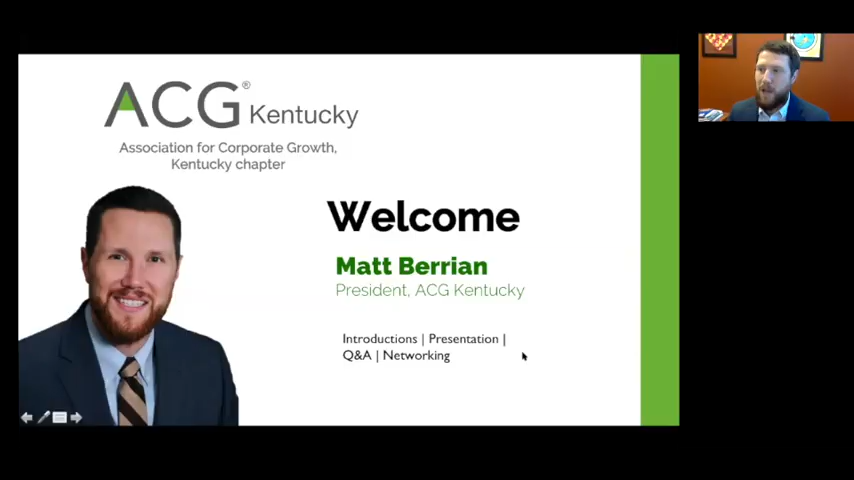 ACG® Kentucky
Association for Corporate Growth,
Kentucky chapter
Welcome
Matt Berrian
President, ACG Kentucky
Introductions | Presentation |
Q&A | Networking